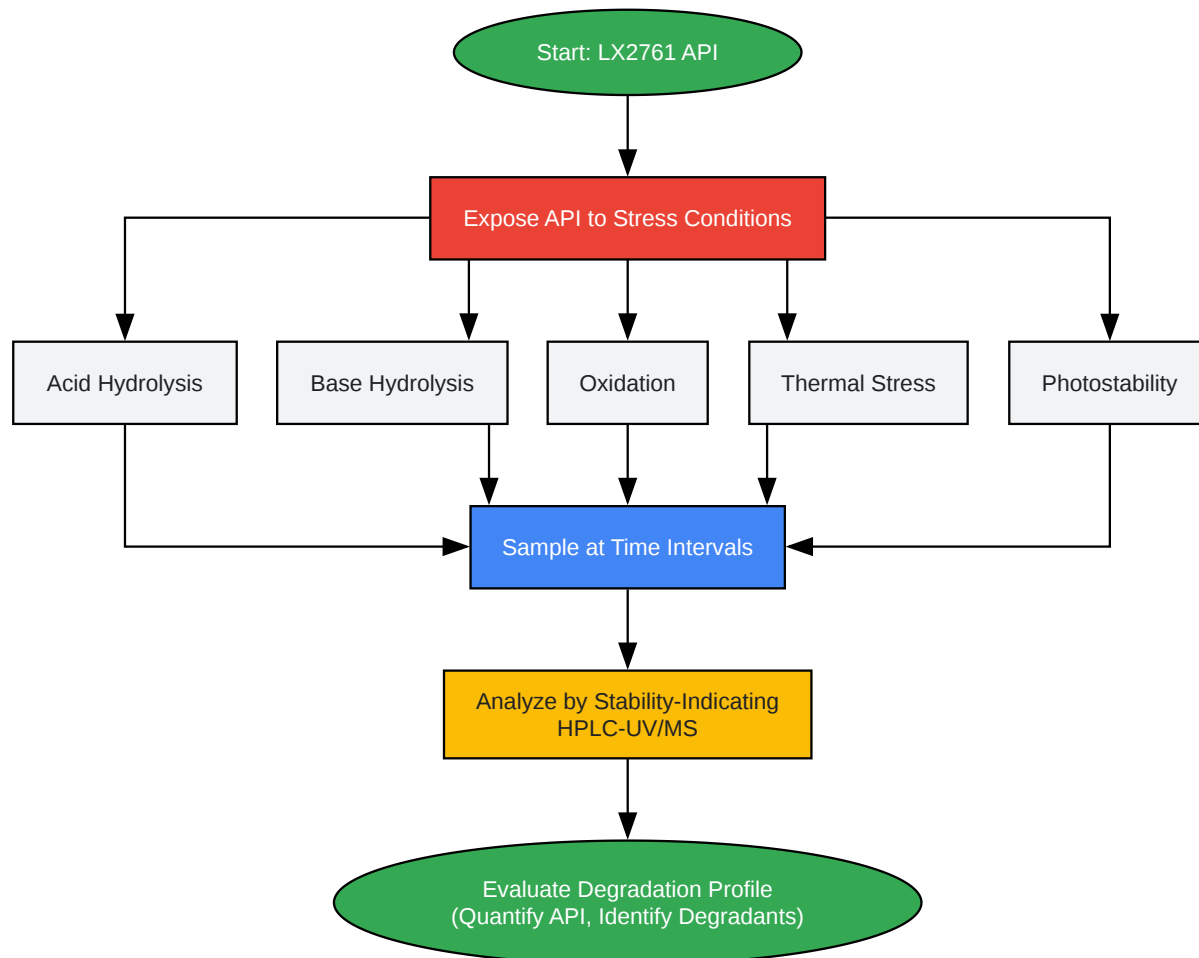 Start: LX2761 API
Expose API to Stress Conditions
Acid Hydrolysis
Base Hydrolysis
Oxidation
Thermal Stress
Photostability
Sample at Time Intervals
Analyze by Stability-Indicating
HPLC-UV/MS
Evaluate Degradation Profile
(Quantify API, Identify Degradants)